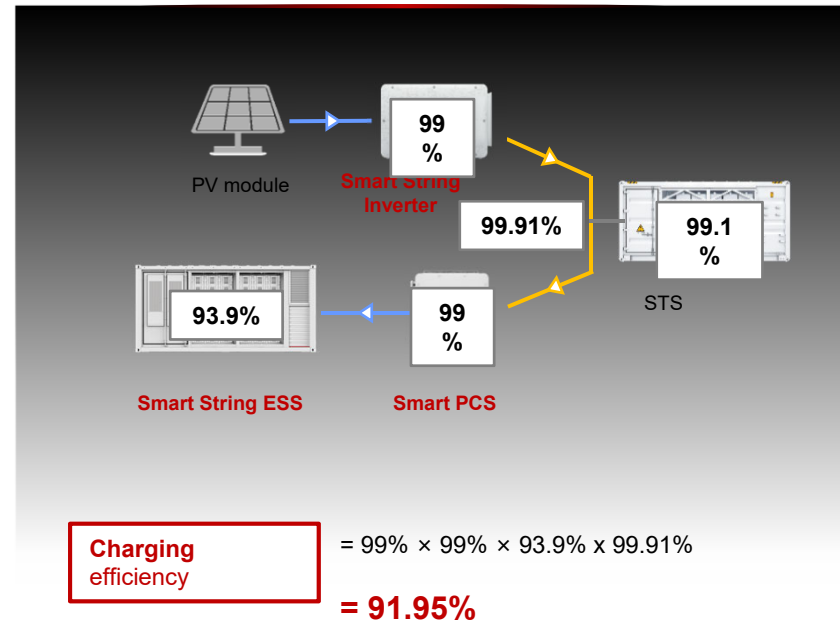 99
%
PV module
Smart String
Inverter
99.91%
99.1
%
STS
93.9%
99
%
Smart String ESS
Smart PCS
Charging
efficiency
= 99% × 99% × 93.9% x 99.91%
= 91.95%